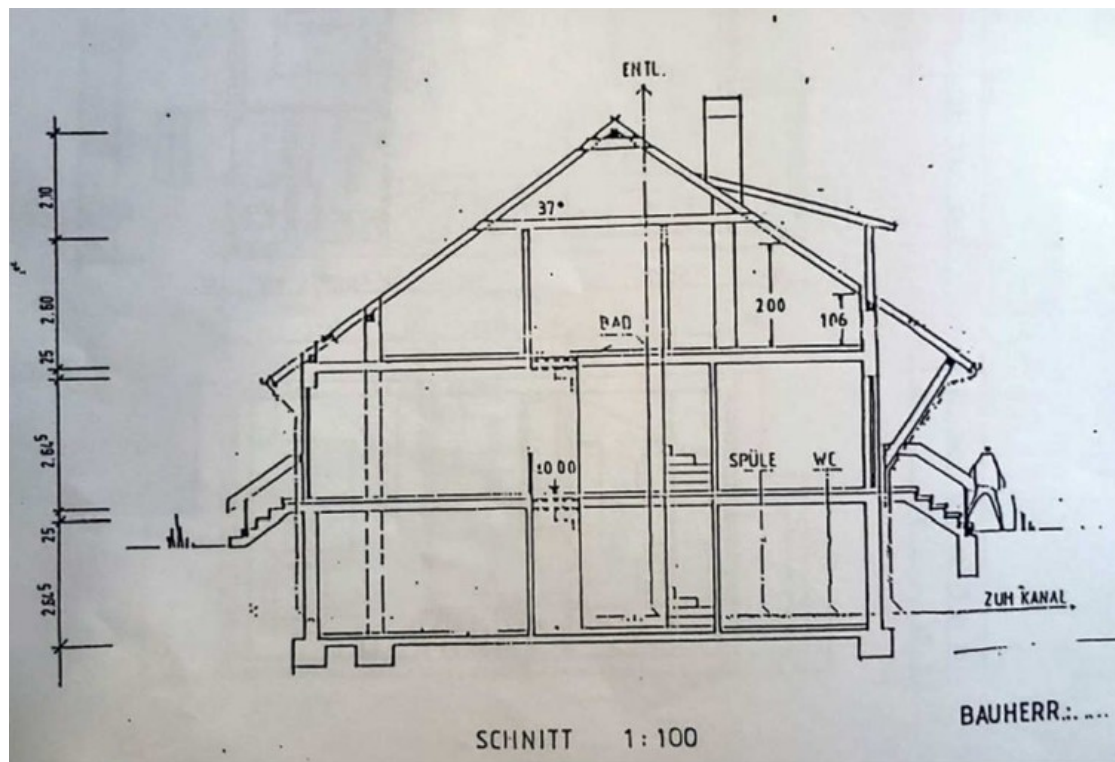 ENTL.
2.10
37°
2.60
200
106
BAD
25
2.64⁵
±0.00
SPÜLE
WC
25
2.64⁵
ZUM KANAL
BAUHERR.:
SCHNITT 1:100